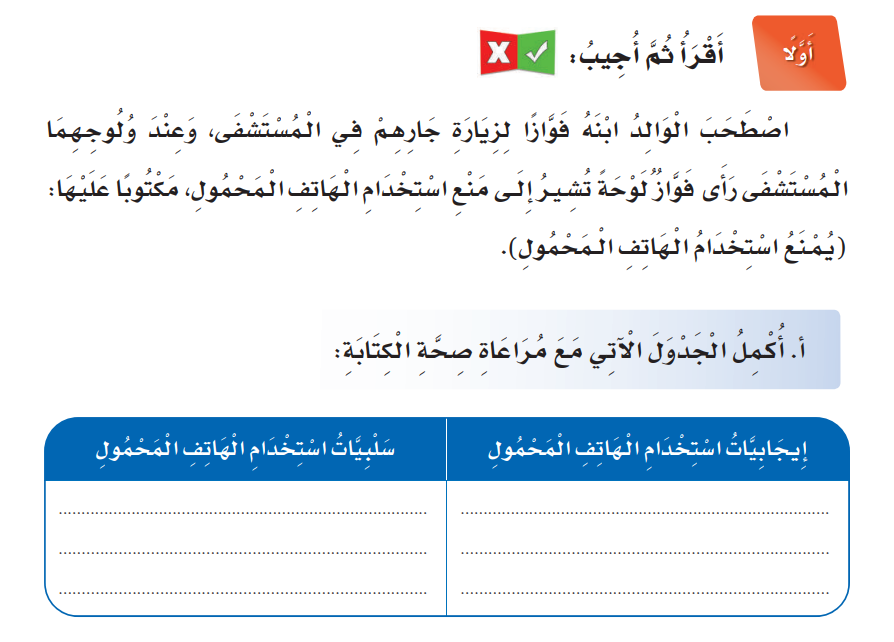 أَوَّلًا
أَقْرَأُ ثُمَّ أُجِيبُ:
اصْطَحَبَ الْوَالِدُ ابْنَهُ فَوَّازًا لِزِيَارَةِ جَارِهِمْ فِي الْمُسْتَشْفَى، وَعِنْدَ وُلُوجِهِمَا
الْمُسْتَشْفَى رَأَى فَوَّازٌ لَوْحَةً تُشِيرُ إِلَى مَنْعِ اسْتِخْدَامِ الْهَاتِفِ الْمَحْمُولِ، مَكْتُوبًا عَلَيْهَا:
(يُمْنَعُ اسْتِخْدَامُ الْهَاتِفِ الْمَحْمُولِ).
أ. أُكْمِلُ الْجَدْوَلَ الْآتِي مَعَ مُرَاعَاةِ صِحَّةِ الْكِتَابَةِ:
إِيجَابِيَّاتُ اسْتِخْدَامِ الْهَاتِفِ الْمَحْمُولِ
سَلْبِيَّاتُ اسْتِخْدَامِ الْهَاتِفِ الْمَحْمُولِ